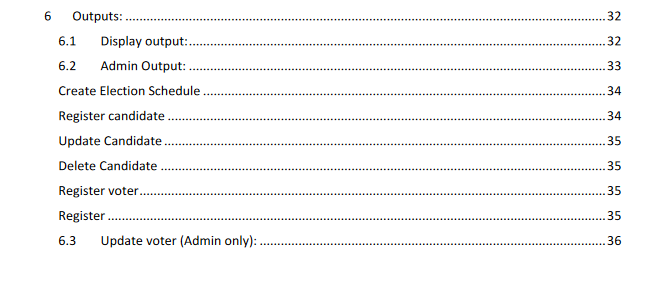 6 Outputs: ........ 32
6.1 Display output: ........ 32
6.2 Admin Output: ........ 33
Create Election Schedule ........ 34
Register candidate ........ 34
Update Candidate ........ 35
Delete Candidate ........ 35
Register voter ........ 35
Register ........ 35
6.3 Update voter (Admin only): ........ 36